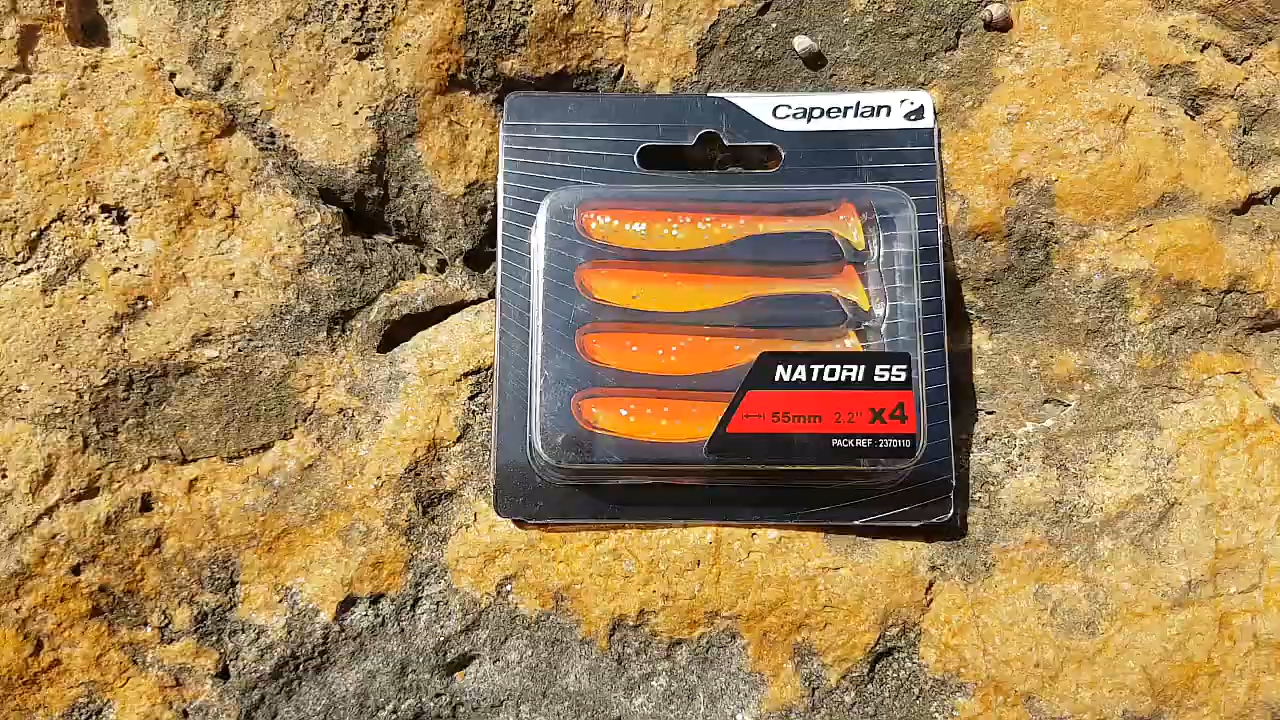 Caperlan
NATORI 55
55mm 2.2" x4
PACK REF : 2370110